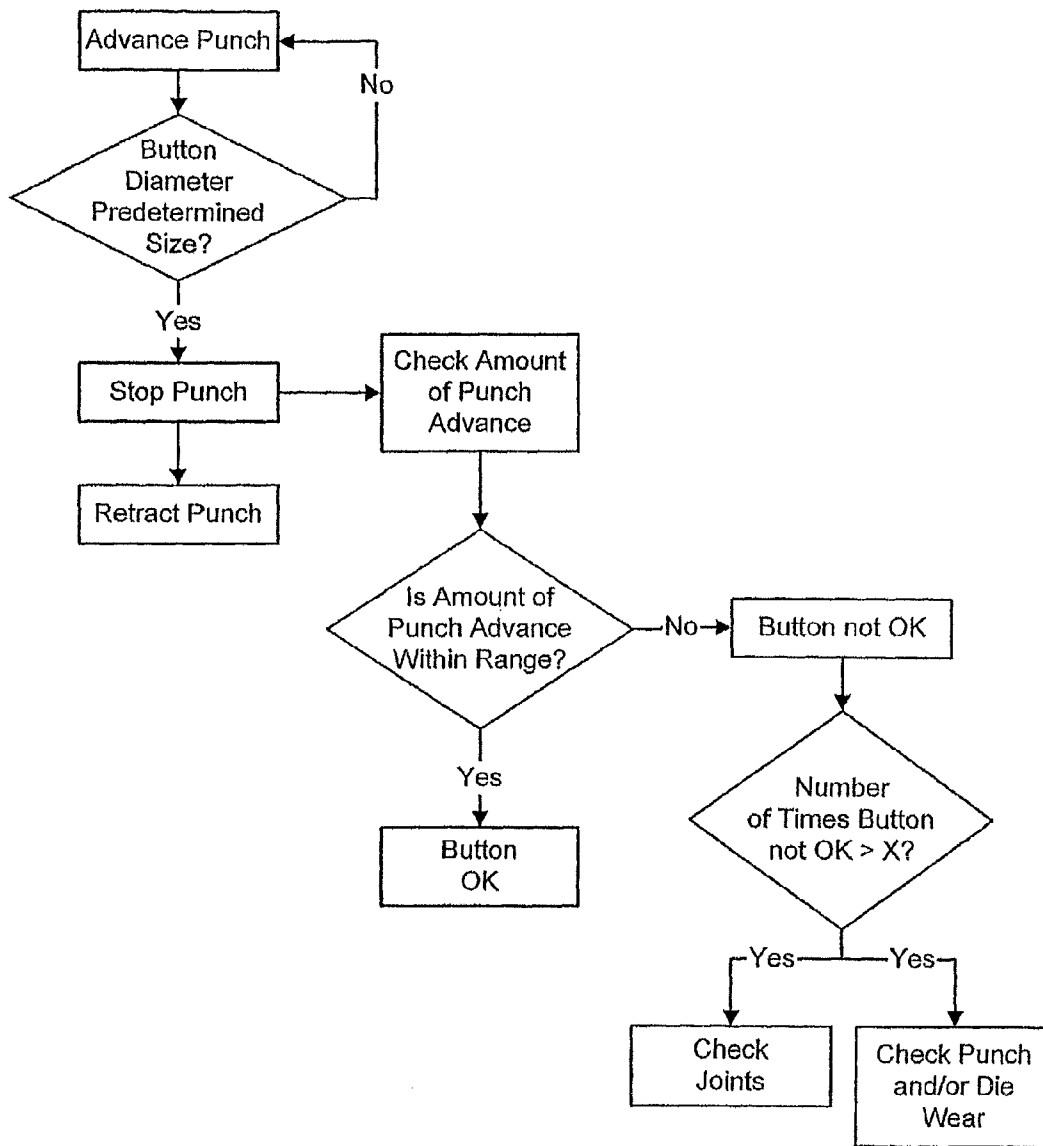 Advance Punch
No
Button
Diameter
Predetermined
Size?
Yes
Stop Punch
Check Amount
of Punch
Advance
Retract Punch
Is Amount of
Punch Advance
Within Range?
No
Button not OK
Yes
Button
OK
Number
of Times Button
not OK > X?
Yes
Yes
Check
Joints
Check Punch
and/or Die
Wear